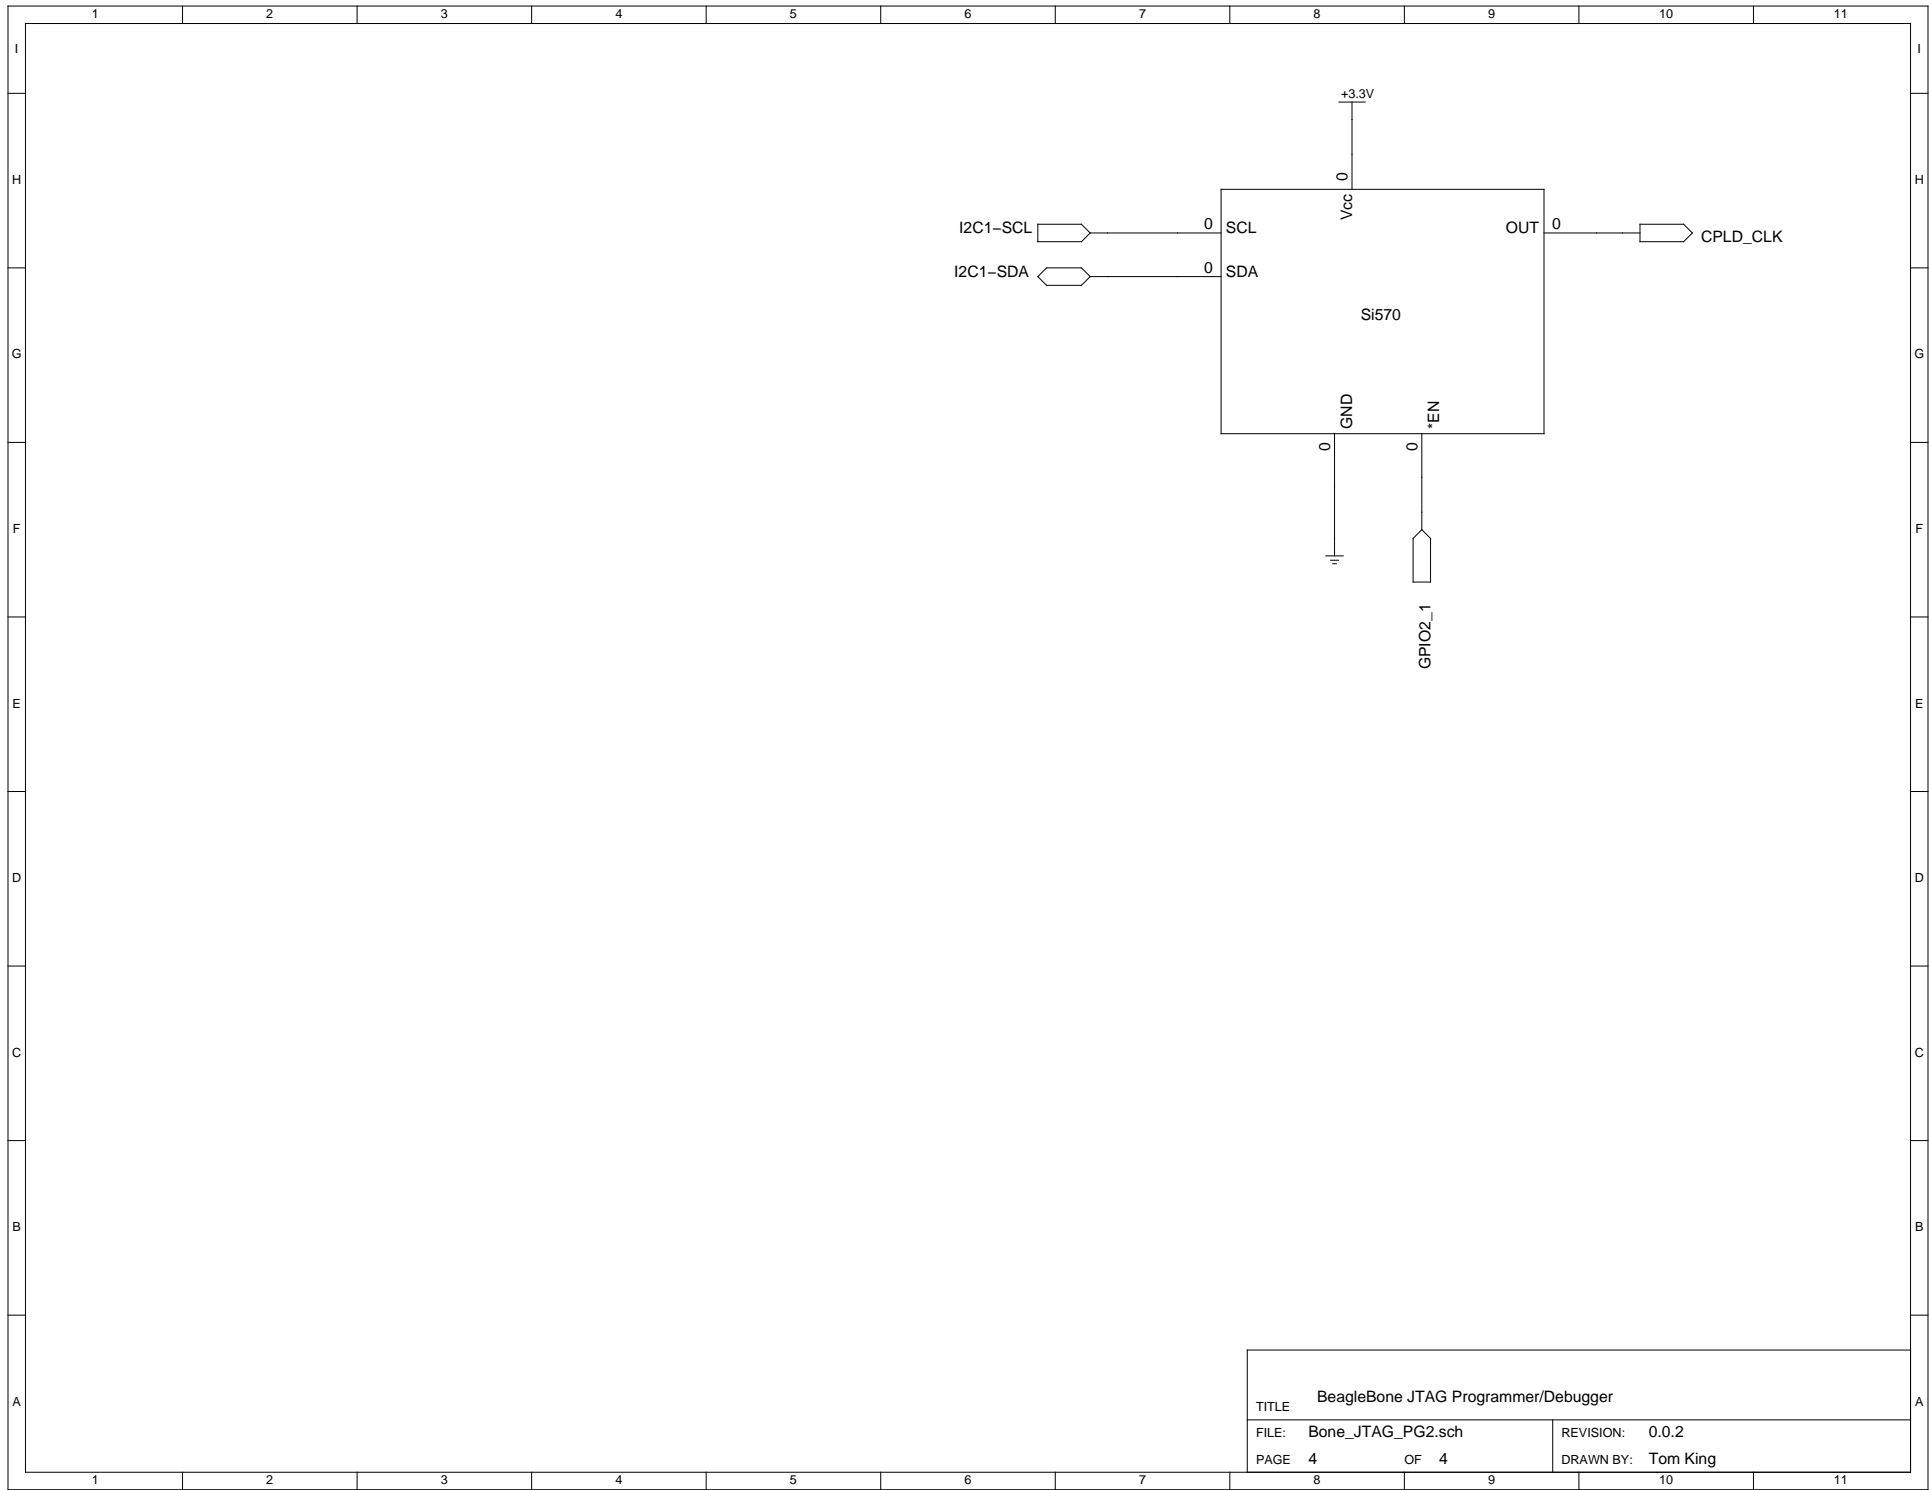 1 2 3 4 5 6 7 8 9 10 11
I I
+3.3V
H H
0
Vcc
I2C1−SCL 0 SCL OUT 0 CPLD_CLK
I2C1−SDA 0 SDA
Si570
G G
GND *EN
0 0
F F
GPIO2_1
E E
D D
C C
B B
A A
TITLE BeagleBone JTAG Programmer/Debugger
FILE: Bone_JTAG_PG2.sch REVISION: 0.0.2
PAGE 4 OF 4 DRAWN BY: Tom King
1 2 3 4 5 6 7 8 9 10 11